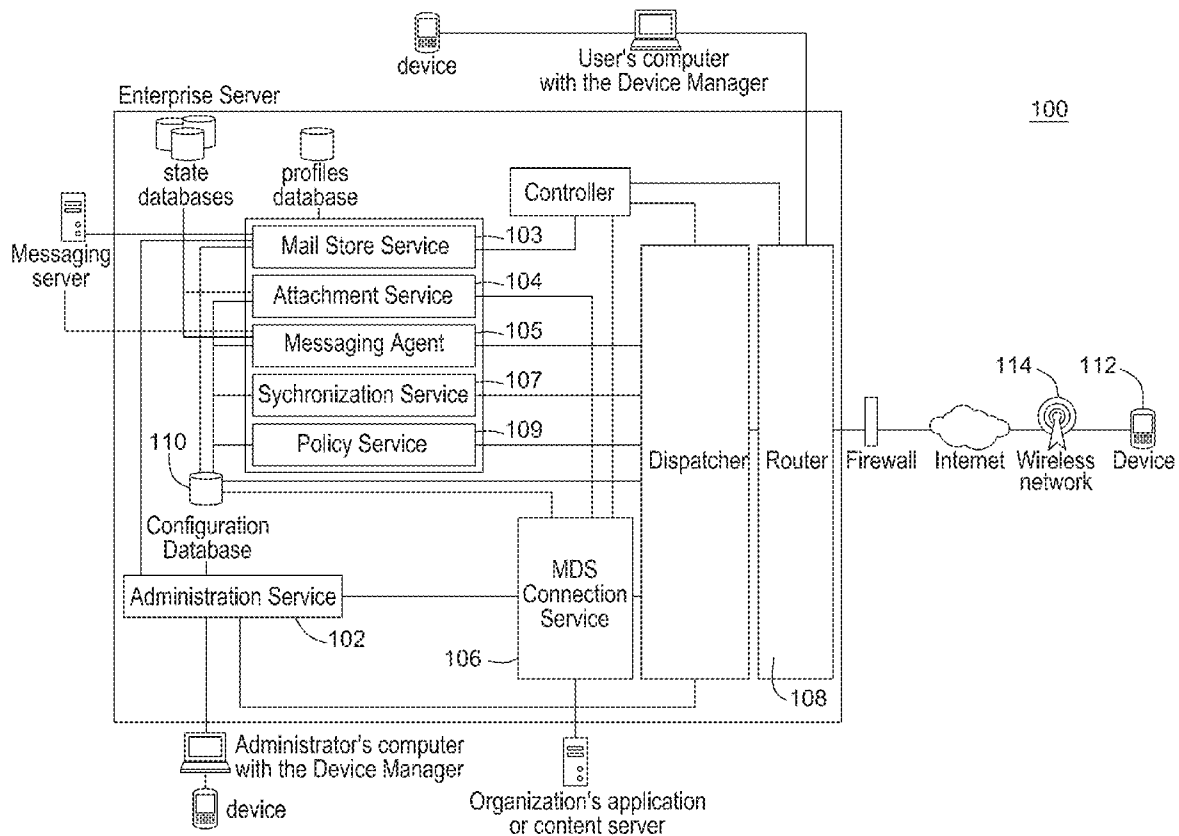 device
User's computer
with the Device Manager
Enterprise Server
100
state
databases
profiles
database
Controller
Messaging
server
Mail Store Service
103
Attachment Service
104
Messaging Agent
105
Sychronization Service
107
Policy Service
109
110
Configuration
Database
Dispatcher
Router
Firewall
Internet
114
Wireless
network
112
Device
Administration Service
102
MDS
Connection
Service
106
108
Administrator's computer
with the Device Manager
device
Organization's application
or content server